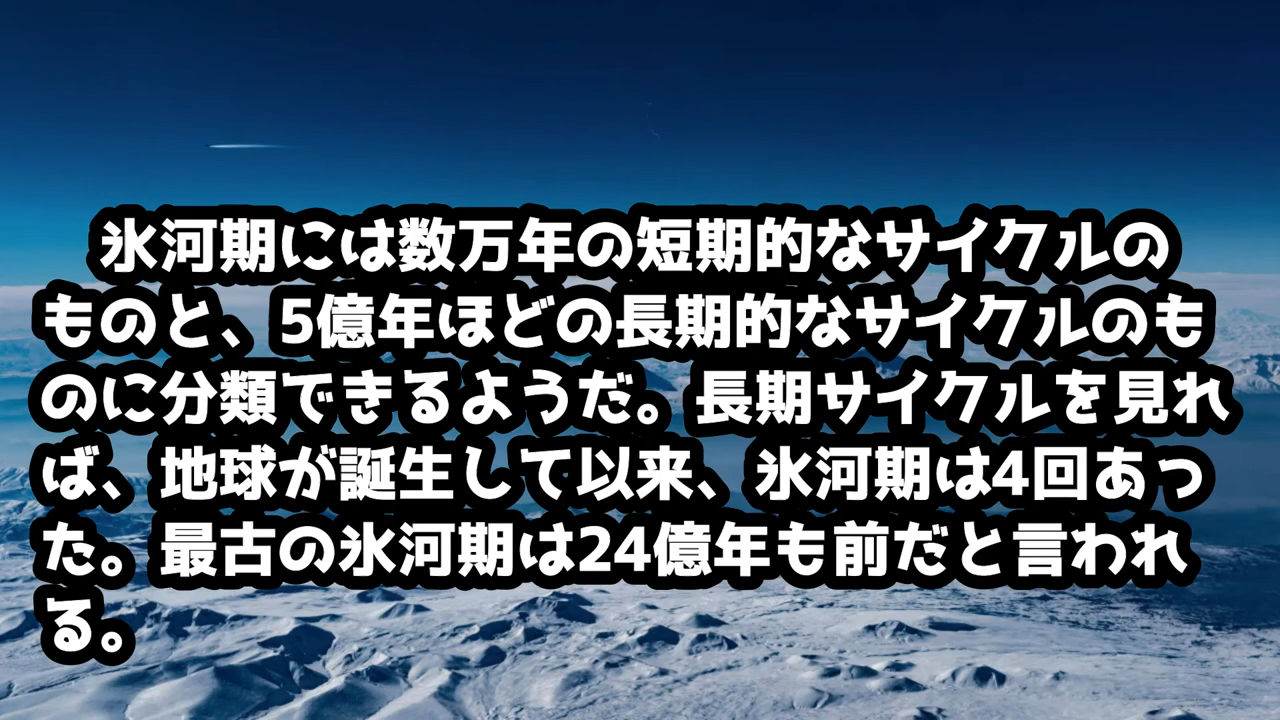 氷河期には数万年の短期的なサイクルの
ものと、5億年ほどの長期的なサイクルのも
のに分類できるようだ。長期サイクルを見れ
ば、地球が誕生して以来、氷河期は4回あっ
た。最古の氷河期は24億年も前だと言われ
る。